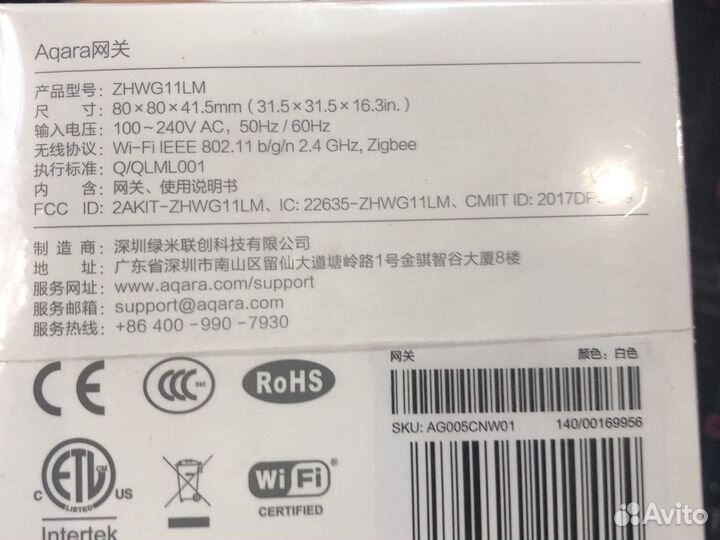 Aqara网关
产品型号: ZHWG11LM
尺 寸: 80×80×41.5mm (31.5×31.5×16.3in.)
输入电压: 100~240V AC, 50Hz / 60Hz
无线协议: Wi-Fi IEEE 802.11 b/g/n 2.4 GHz, Zigbee
执行标准: Q/QLML001
内 含: 网关、使用说明书
FCC ID: 2AKIT-ZHWG11LM、IC: 22635-ZHWG11LM、CMIIT ID:
制 造 商: 深圳绿米联创科技有限公司
地 址: 广东省深圳市南山区留仙大道塘岭路1号金骐智谷大厦8楼
服务网址: www.aqara.com/support
服务邮箱: support@aqara.com
服务热线: +86 400-990-7930
CE
CCC
S&E
RoHS
网关 颜色: 白色
SKU: AG005CNW01 140/00169956
C ETL CM US
LISTED
Intertek
Wi Fi ®
CERTIFIED
Avito